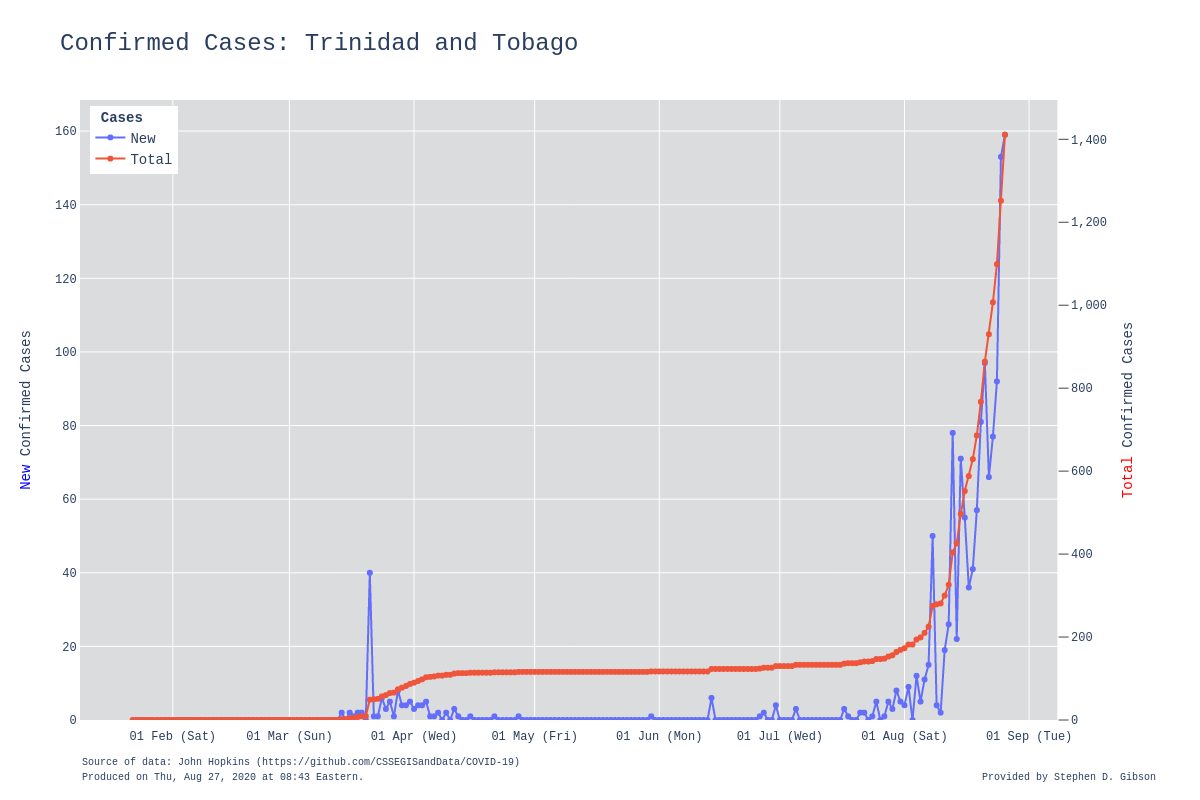 Confirmed Cases: Trinidad and Tobago
Cases
New
Total
160
140
120
100
80
60
40
20
0
1,400
1,200
1,000
800
600
400
200
0
New Confirmed Cases
Total Confirmed Cases
01 Feb (Sat) 01 Mar (Sun) 01 Apr (Wed) 01 May (Fri) 01 Jun (Mon) 01 Jul (Wed) 01 Aug (Sat) 01 Sep (Tue)
Source of data: John Hopkins (https://github.com/CSSEGISandData/COVID-19)
Produced on Thu, Aug 27, 2020 at 08:43 Eastern.
Provided by Stephen D. Gibson